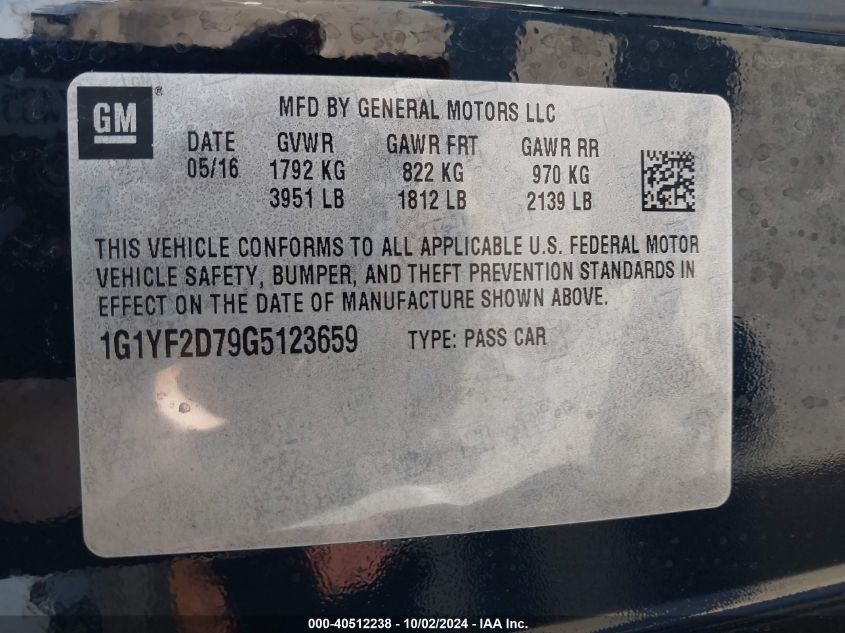 GM®
MFD BY GENERAL MOTORS LLC
DATE GVWR GAWR FRT GAWR RR
05/16 1792 KG 822 KG 970 KG
3951 LB 1812 LB 2139 LB
THIS VEHICLE CONFORMS TO ALL APPLICABLE U.S. FEDERAL MOTOR
VEHICLE SAFETY, BUMPER, AND THEFT PREVENTION STANDARDS IN
EFFECT ON THE DATE OF MANUFACTURE SHOWN ABOVE.
1G1YF2D79G5123659 TYPE: PASS CAR
000-40512238 - 10/02/2024 - IAA Inc.